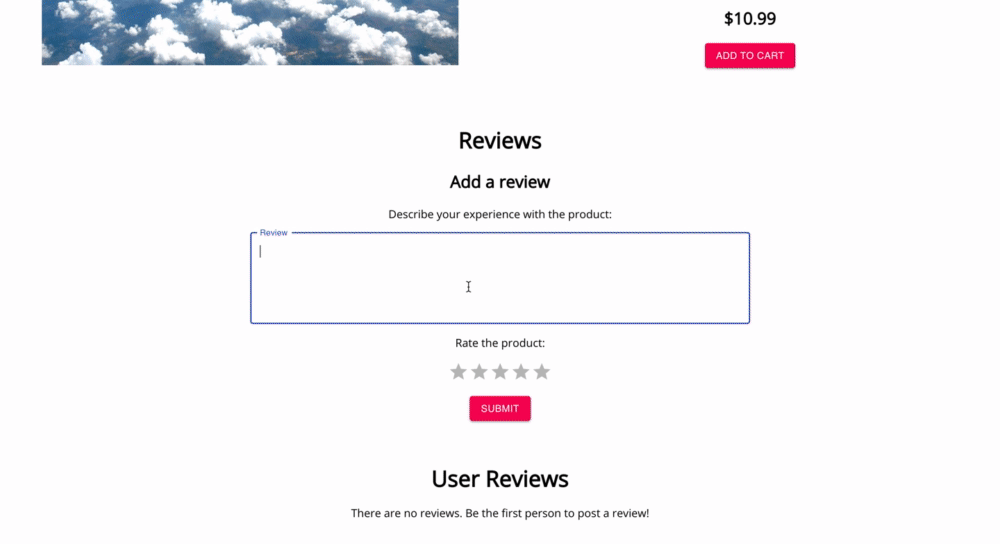 $10.99
ADD TO CART
Reviews
Add a review
Describe your experience with the product:
Review
Rate the product:
SUBMIT
User Reviews
There are no reviews. Be the first person to post a review!